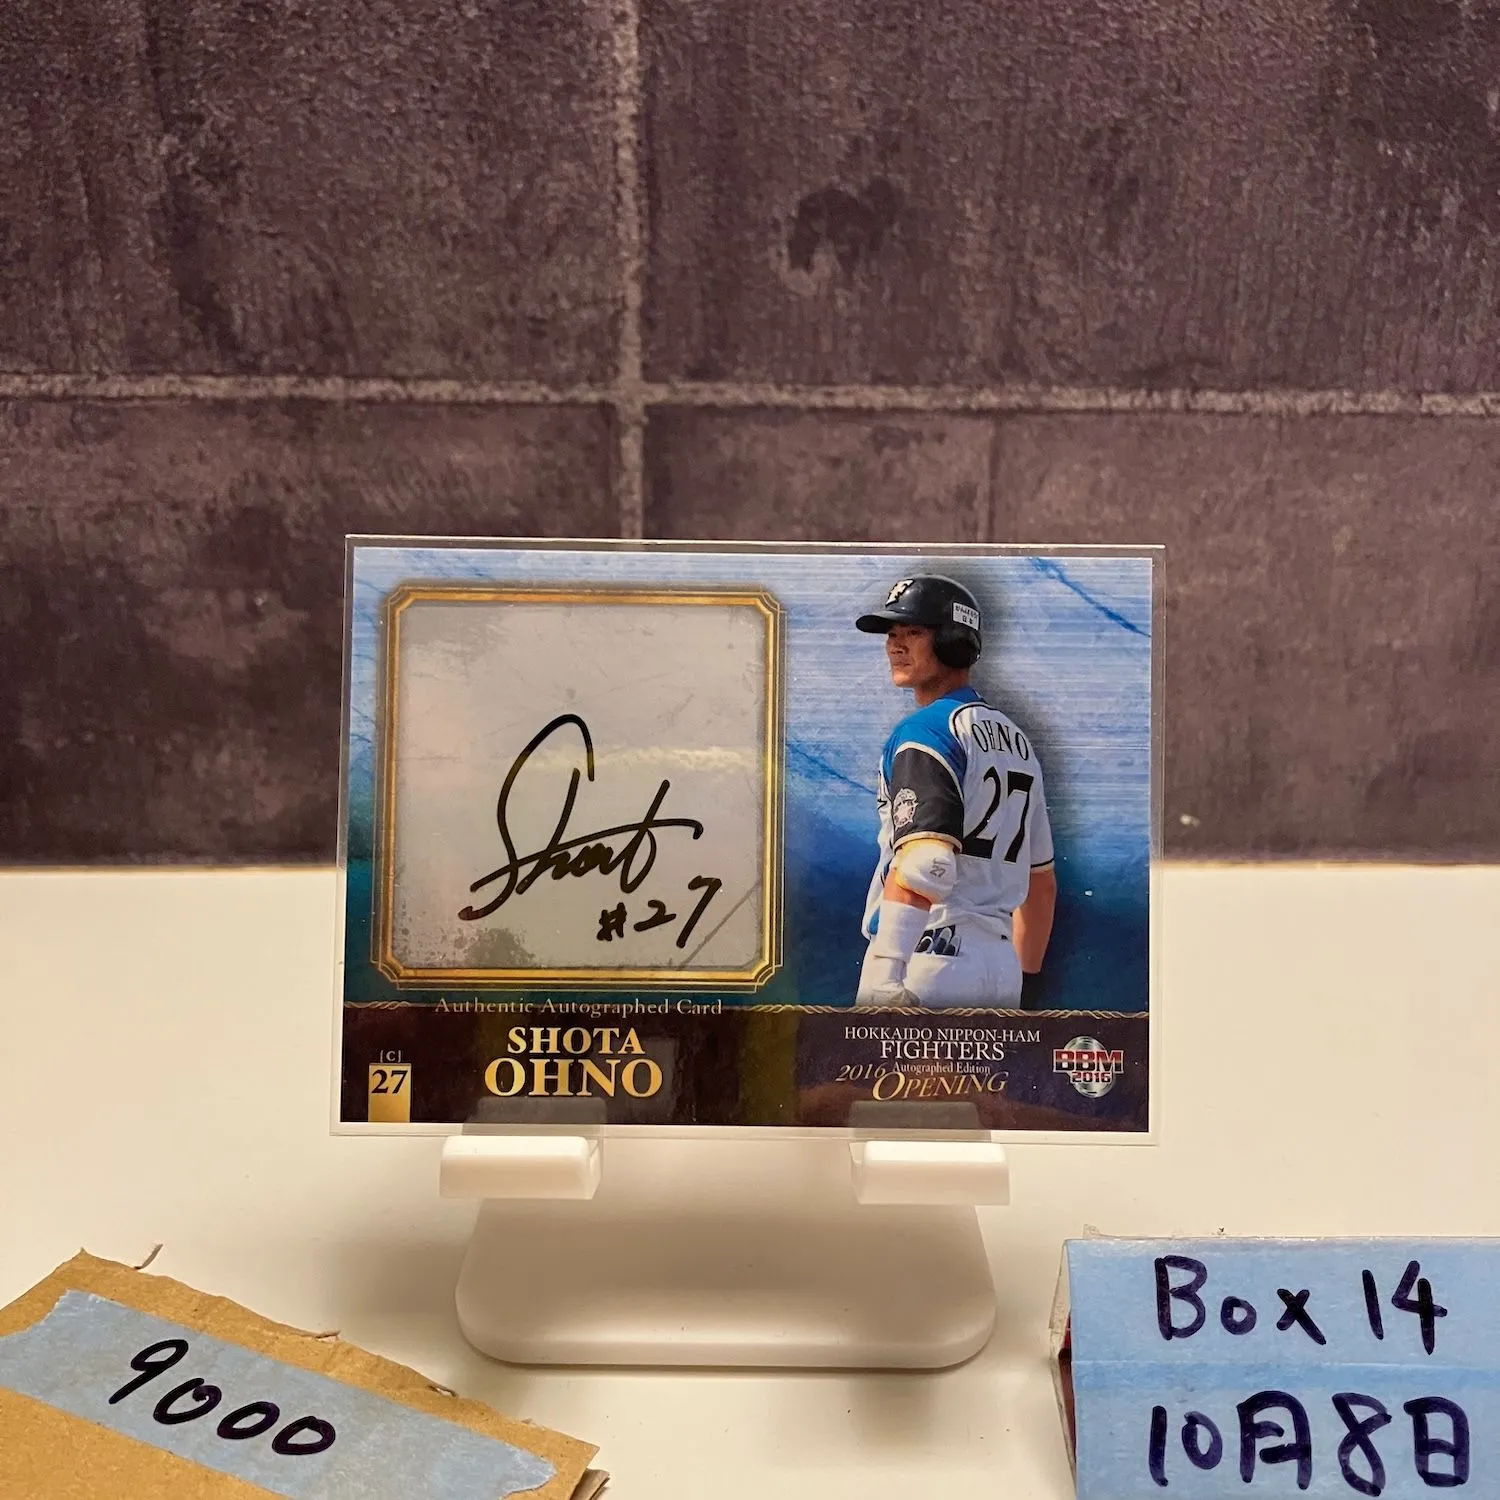 F
OHNO
27
27
Shota
#27
Authentic Autographed Card
SHOTA
OHNO
[C]
27
HOKKAIDO NIPPON-HAM
FIGHTERS
2016 Autographed Edition
OPENING
BBM
2016
9000
Box 14
10月8日